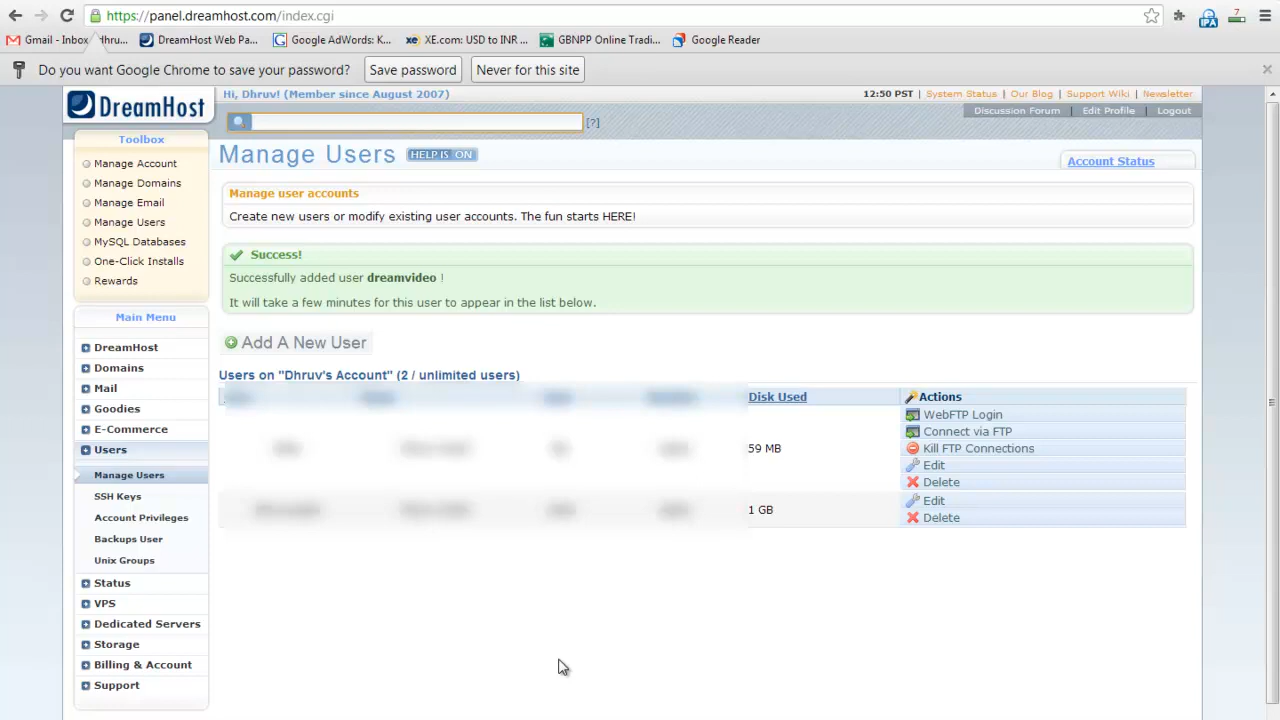 https://panel.dreamhost.com/index.cgi
7
IPA
Gmail - Inbox
hru...
DreamHost Web Pa...
Google AdWords: K...
XE.com: USD to INR ...
GBNPP Online Tradi...
Google Reader
Do you want Google Chrome to save your password?
Save password
Never for this site
DreamHost
Hi, Dhruv! (Member since August 2007)
12:50 PST | System Status | Our Blog | Support Wiki | Newsletter
Discussion Forum | Edit Profile | Logout
[?]
Toolbox
Manage Account
Manage Domains
Manage Email
Manage Users
MySQL Databases
One-Click Installs
Rewards
Main Menu
DreamHost
Domains
Mail
Goodies
E-Commerce
Users
Manage Users
SSH Keys
Account Privileges
Backups User
Unix Groups
Status
VPS
Dedicated Servers
Storage
Billing & Account
Support
Manage Users
HELP IS ON
Account Status
Manage user accounts
Create new users or modify existing user accounts. The fun starts HERE!
Success!
Successfully added user dreamvideo !
It will take a few minutes for this user to appear in the list below.
Add A New User
Users on "Dhruv's Account" (2 / unlimited users)
Disk Used
Actions
59 MB
WebFTP Login
Connect via FTP
Kill FTP Connections
Edit
Delete
1 GB
Edit
Delete